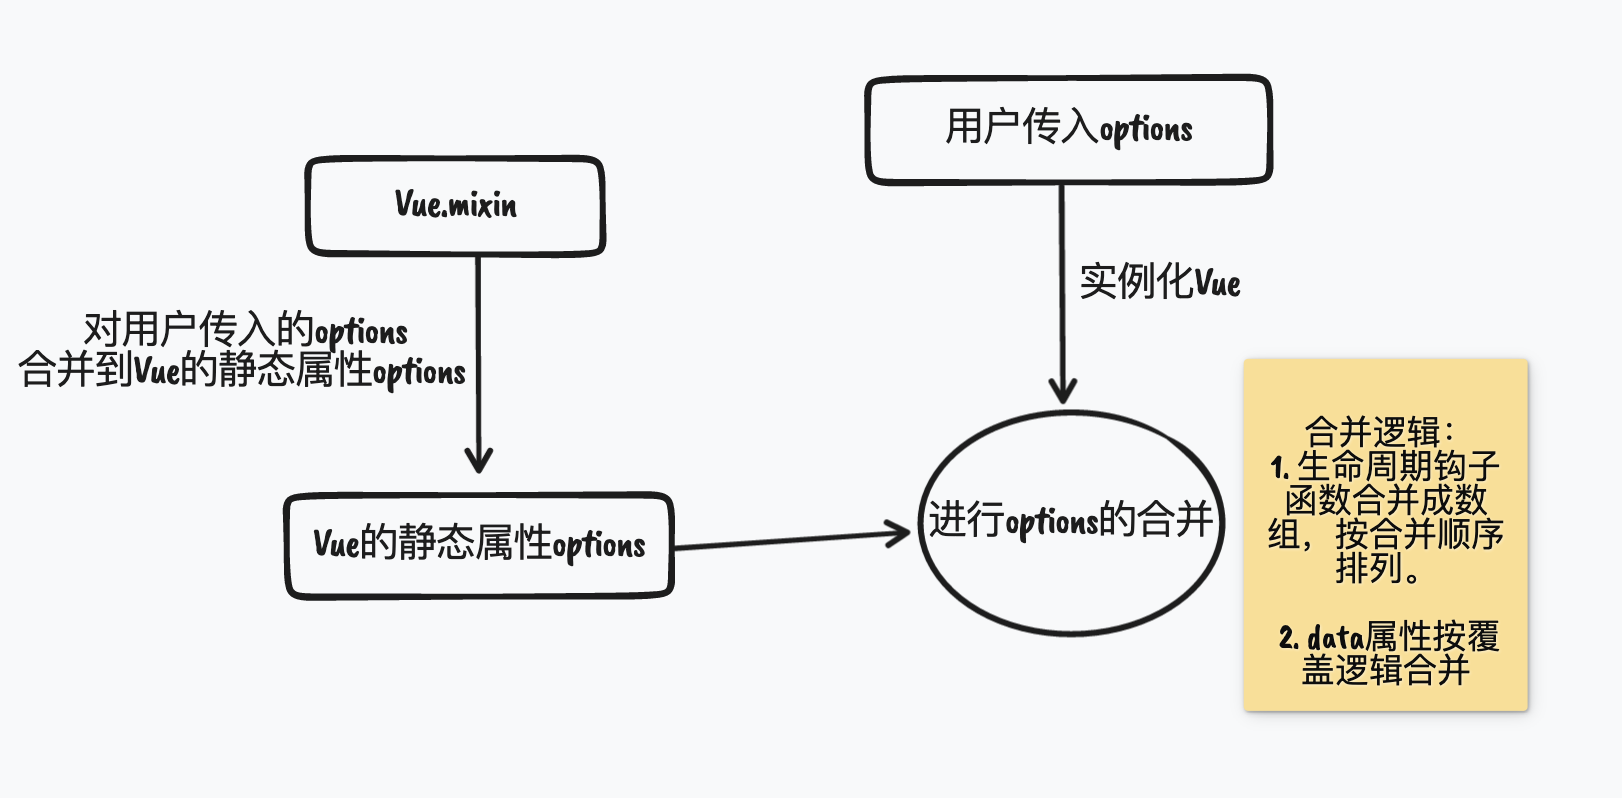 用户传入options
Vue.mixin
实例化Vue
对用户传入的options
合并到Vue的静态属性options
Vue的静态属性options
进行options的合并
合并逻辑：
1. 生命周期钩子
函数合并成数
组，按合并顺序
排列。
2. data属性按覆
盖逻辑合并